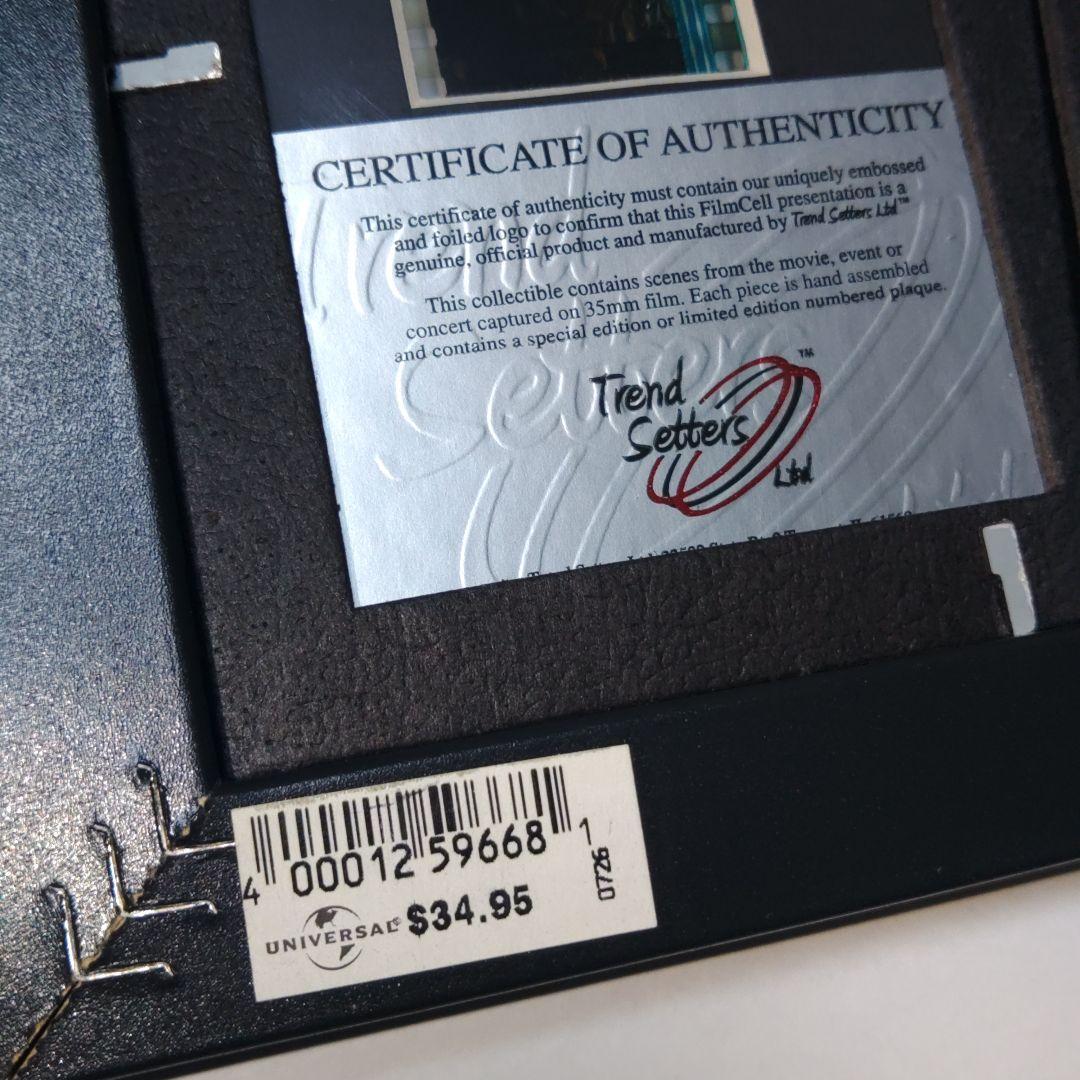 CERTIFICATE OF AUTHENTICITY
This certificate of authenticity must contain our uniquely embossed
and foiled logo to confirm that this FilmCell presentation is a
genuine, official product and manufactured by Trend Setters Ltd™
This collectible contains scenes from the movie, event or
concert captured on 35mm film. Each piece is hand assembled
and contains a special edition or limited edition numbered plaque.
Trend
Setters
Ltd
™
4 00012 59668 1
0726
UNIVERSAL® $34.95